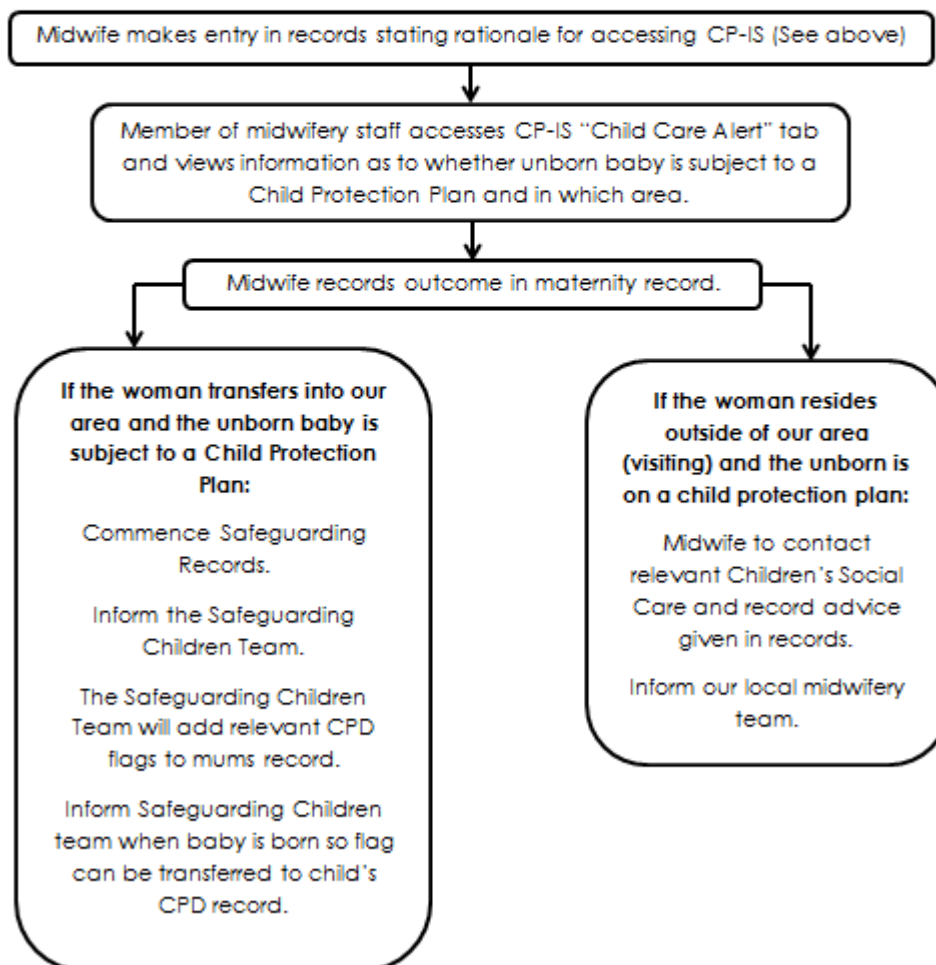 Midwife makes entry in records stating rationale for accessing CP-IS (See above)
Member of midwifery staff accesses CP-IS “Child Care Alert” tab
and views information as to whether unborn baby is subject to a
Child Protection Plan and in which area.
Midwife records outcome in maternity record.
If the woman transfers into our
area and the unborn baby is
subject to a Child Protection
Plan:
Commence Safeguarding
Records.
Inform the Safeguarding
Children Team.
The Safeguarding Children
Team will add relevant CPD
flags to mums record.
Inform Safeguarding Children
team when baby is born so flag
can be transferred to child’s
CPD record.
If the woman resides
outside of our area
(visiting) and the unborn is
on a child protection plan:
Midwife to contact
relevant Children’s Social
Care and record advice
given in records.
Inform our local midwifery
team.